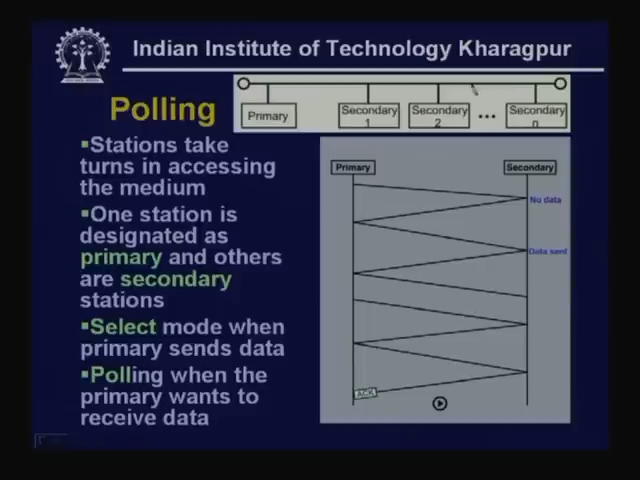 Indian Institute of Technology Kharagpur
Polling
Primary
Secondary
1
Secondary
2
...
Secondary
n
▪Stations take
turns in accessing
the medium
▪One station is
designated as
primary and others
are secondary
stations
▪Select mode when
primary sends data
▪Polling when the
primary wants to
receive data
Primary
Secondary
No data
Data sent
ACK